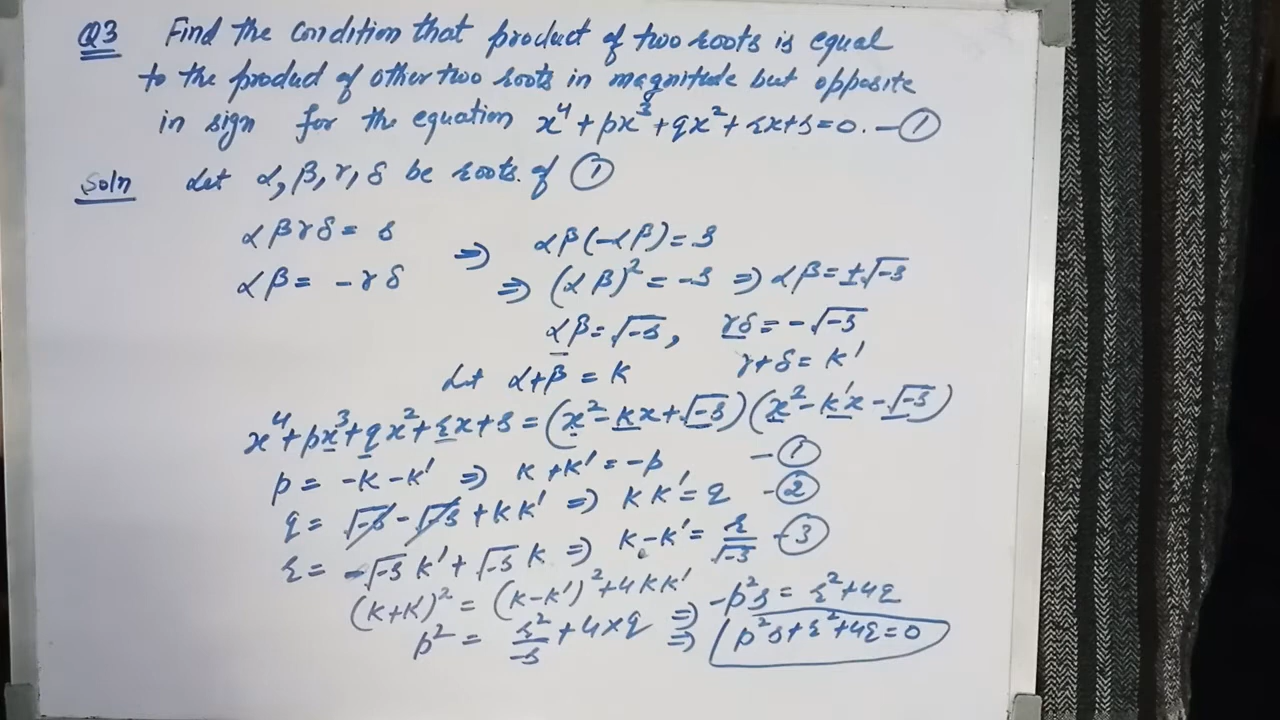 Q3 Find the condition that product of two roots is equal
to the product of other two roots in magnitude but opposite
in sign for the equation x⁴+px³+qx²+rx+s=0. —①
Soln Let α, β, γ, δ be roots of ①
αβγδ = s ⇒ αβ(-αβ) = s
αβ = -γδ ⇒ (αβ)² = -s ⇒ αβ = ±√-s
αβ = √-s, γδ = -√-s
Let α+β = k γ+δ = k'
x⁴+px³+qx²+rx+s = (x²-kx+√-s)(x²-k'x-√-s)
p = -k-k' ⇒ k+k' = -p —①
q = √-s - √-s + kk' ⇒ kk' = q —②
r = -√-s k' + √-s k ⇒ k-k' = r/√-s —③
(k+k')² = (k-k')² + 4kk'
p² = r²/-s + 4×q ⇒ -p²s = r²+4q
⇒ p²s+r²+4q=0